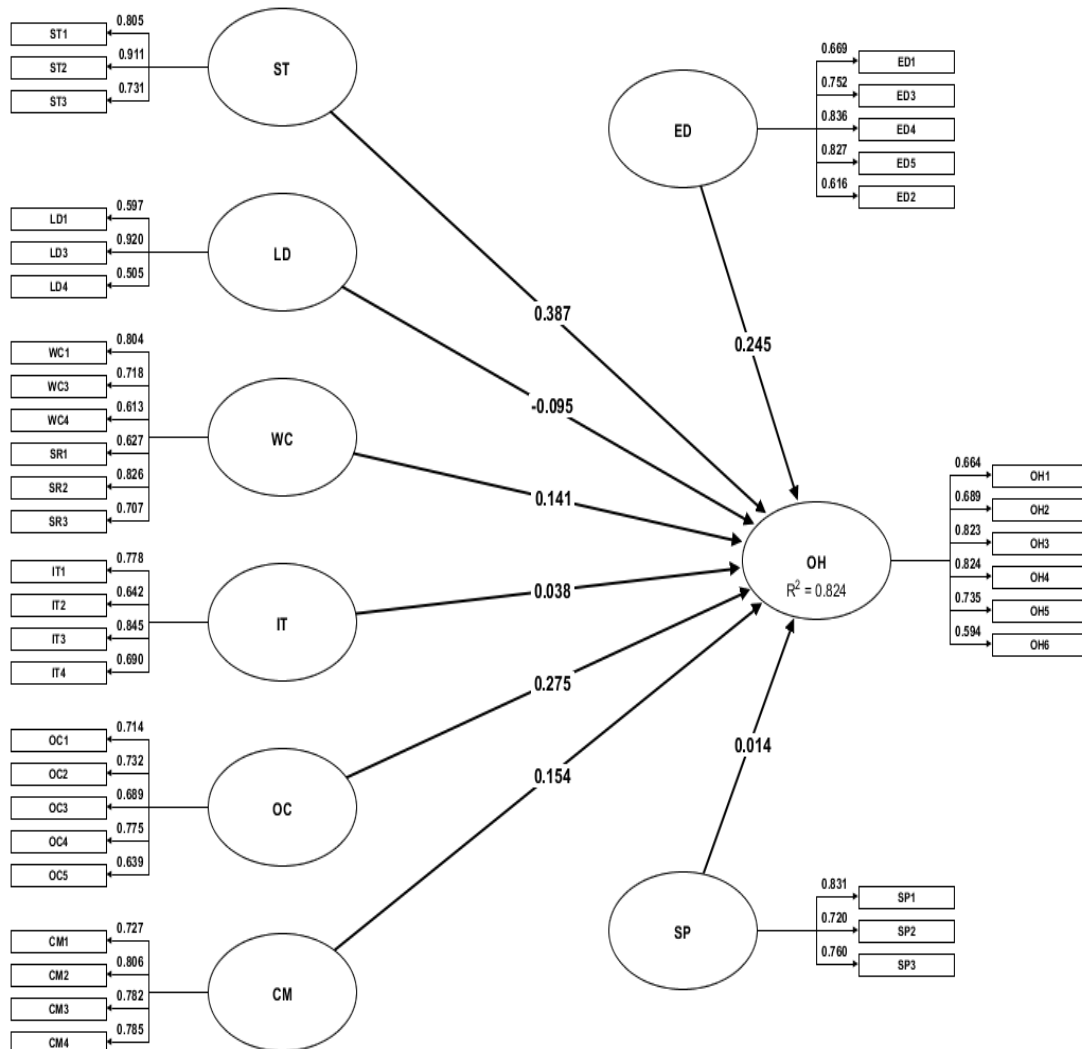 0.805
ST1
0.911
ST2
0.731
ST3
ST
0.669
ED1
0.752
ED3
0.836
ED4
0.827
ED5
0.616
ED2
ED
0.597
LD1
0.920
LD3
0.505
LD4
LD
0.387
0.245
-0.095
0.804
WC1
0.718
WC3
0.613
WC4
0.627
SR1
0.826
SR2
0.707
SR3
WC
0.141
0.664
OH1
0.689
OH2
0.823
OH3
0.824
OH4
0.735
OH5
0.594
OH6
OH
R² = 0.824
0.778
IT1
0.642
IT2
0.845
IT3
0.690
IT4
IT
0.038
0.275
0.014
0.154
0.714
OC1
0.732
OC2
0.689
OC3
0.775
OC4
0.639
OC5
OC
0.727
CM1
0.806
CM2
0.782
CM3
0.785
CM4
CM
0.831
SP1
0.720
SP2
0.760
SP3
SP